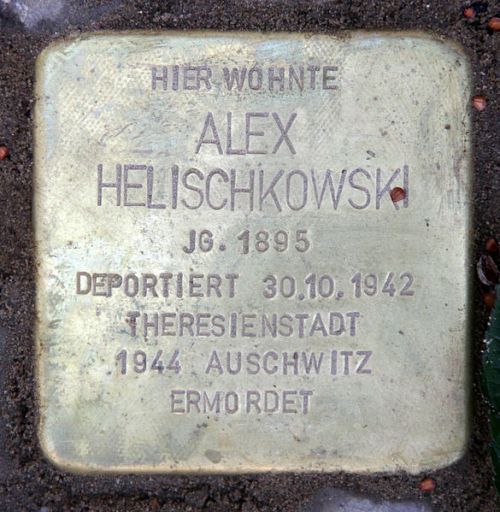 HIER WOHNTE
ALEX
HELISCHKOWSKI
JG. 1895
DEPORTIERT 30.10.1942
THERESIENSTADT
1944 AUSCHWITZ
ERMORDET